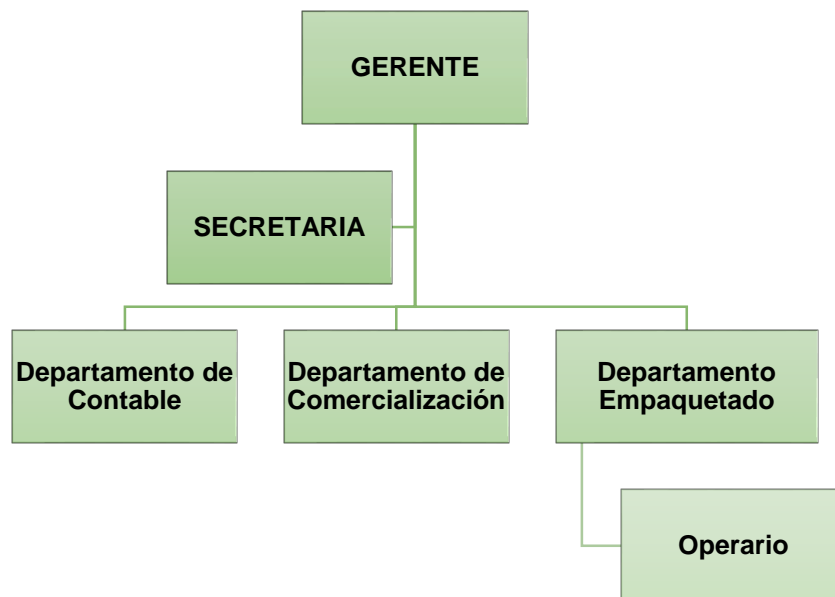 GERENTE
SECRETARIA
Departamento de
Contable
Departamento de
Comercialización
Departamento
Empaquetado
Operario